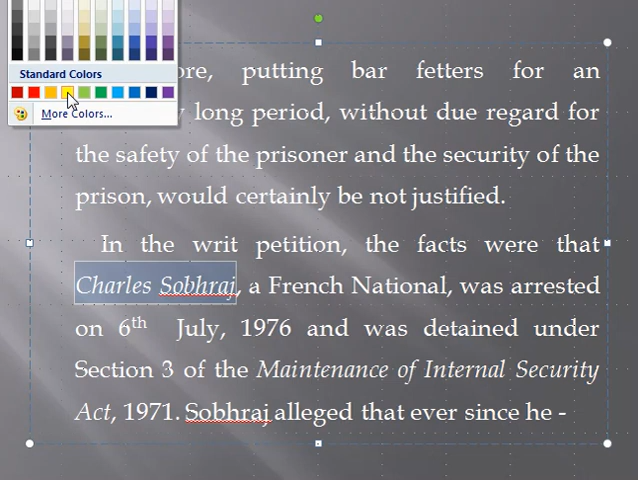 Standard Colors
More Colors...
ore, putting bar fetters for an
long period, without due regard for
the safety of the prisoner and the security of the
prison, would certainly be not justified.
In the writ petition, the facts were that
Charles Sobhraj, a French National, was arrested
on 6th July, 1976 and was detained under
Section 3 of the Maintenance of Internal Security
Act, 1971. Sobhraj alleged that ever since he -